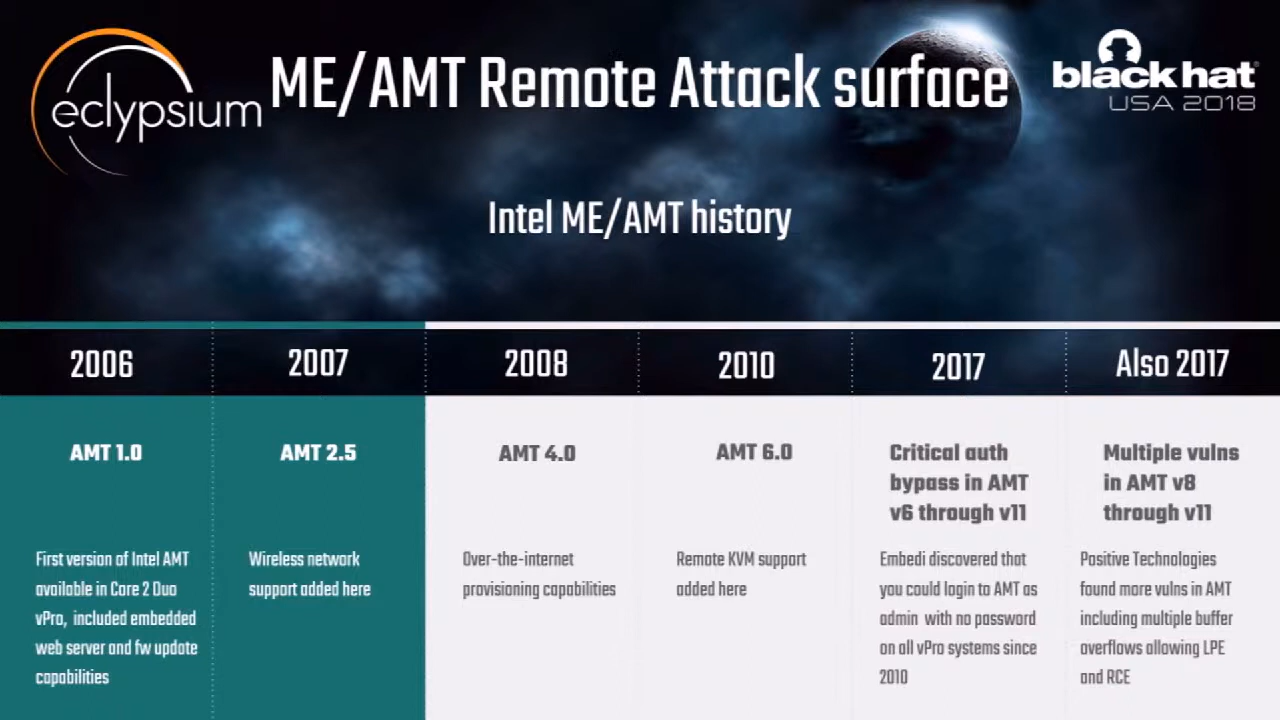 eclypsium
ME/AMT Remote Attack surface
black hat
USA 2018
Intel ME/AMT history
2006
2007
2008
2010
2017
Also 2017
AMT 1.0
First version of Intel AMT
available in Core 2 Duo
vPro, included embedded
web server and fw update
capabilities
AMT 2.5
Wireless network
support added here
AMT 4.0
Over-the-internet
provisioning capabilities
AMT 6.0
Remote KVM support
added here
Critical auth
bypass in AMT
v6 through v11
Embedi discovered that
you could login to AMT as
admin with no password
on all vPro systems since
2010
Multiple vulns
in AMT v8
through v11
Positive Technologies
found more vulns in AMT
including multiple buffer
overflows allowing LPE
and RCE